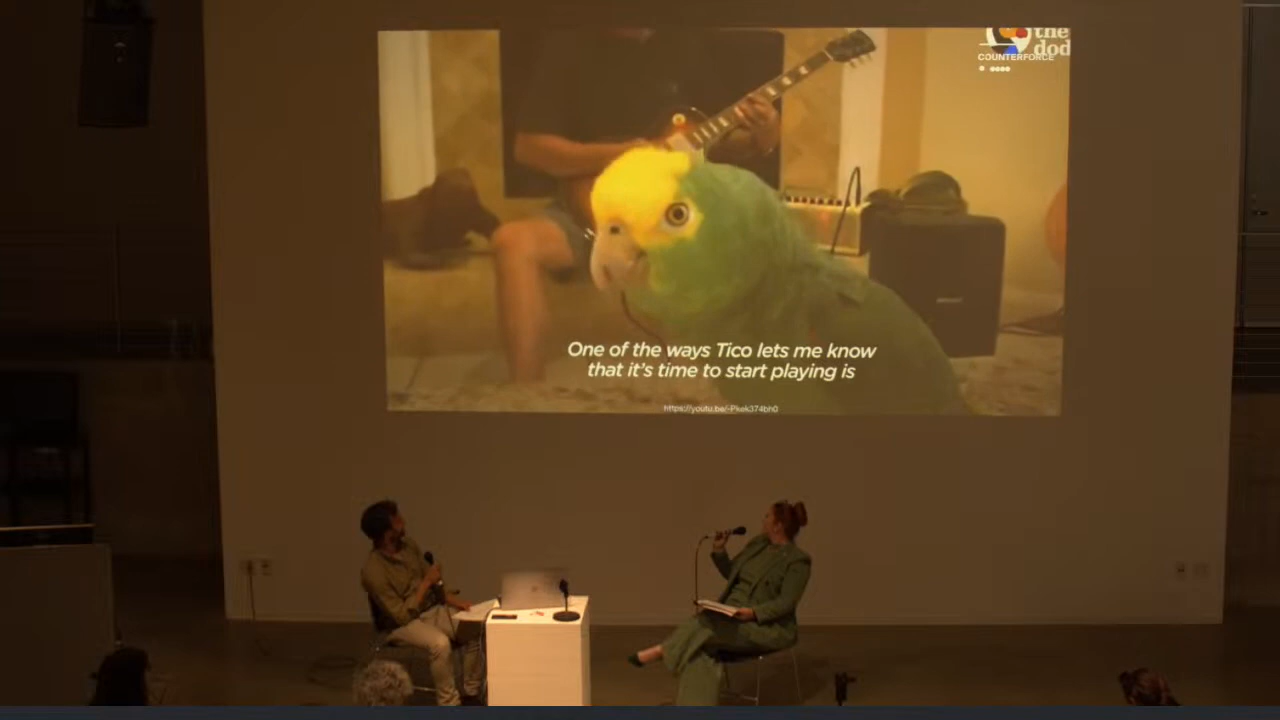 the
dod
COUNTERFORCE
One of the ways Tico lets me know
that it's time to start playing is